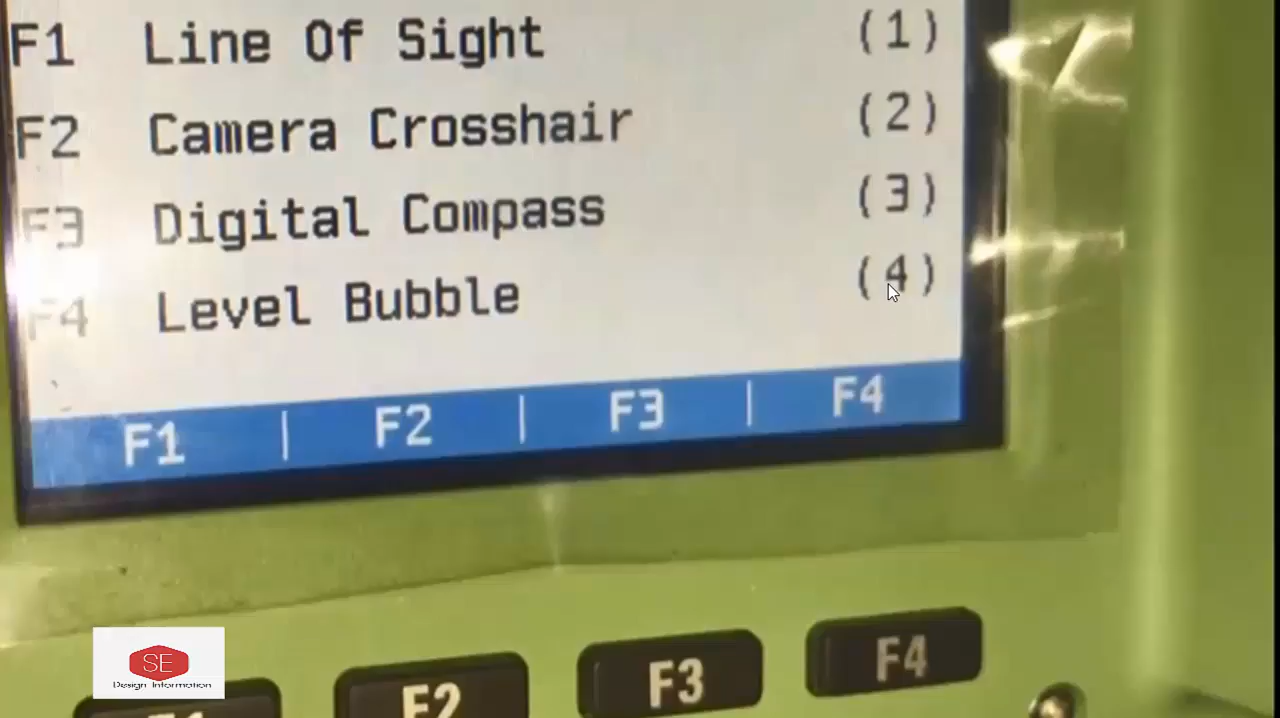 F1 Line Of Sight (1)
F2 Camera Crosshair (2)
F3 Digital Compass (3)
F4 Level Bubble (4)
F1 | F2 | F3 | F4
F1 F2 F3 F4
SE
Design Information